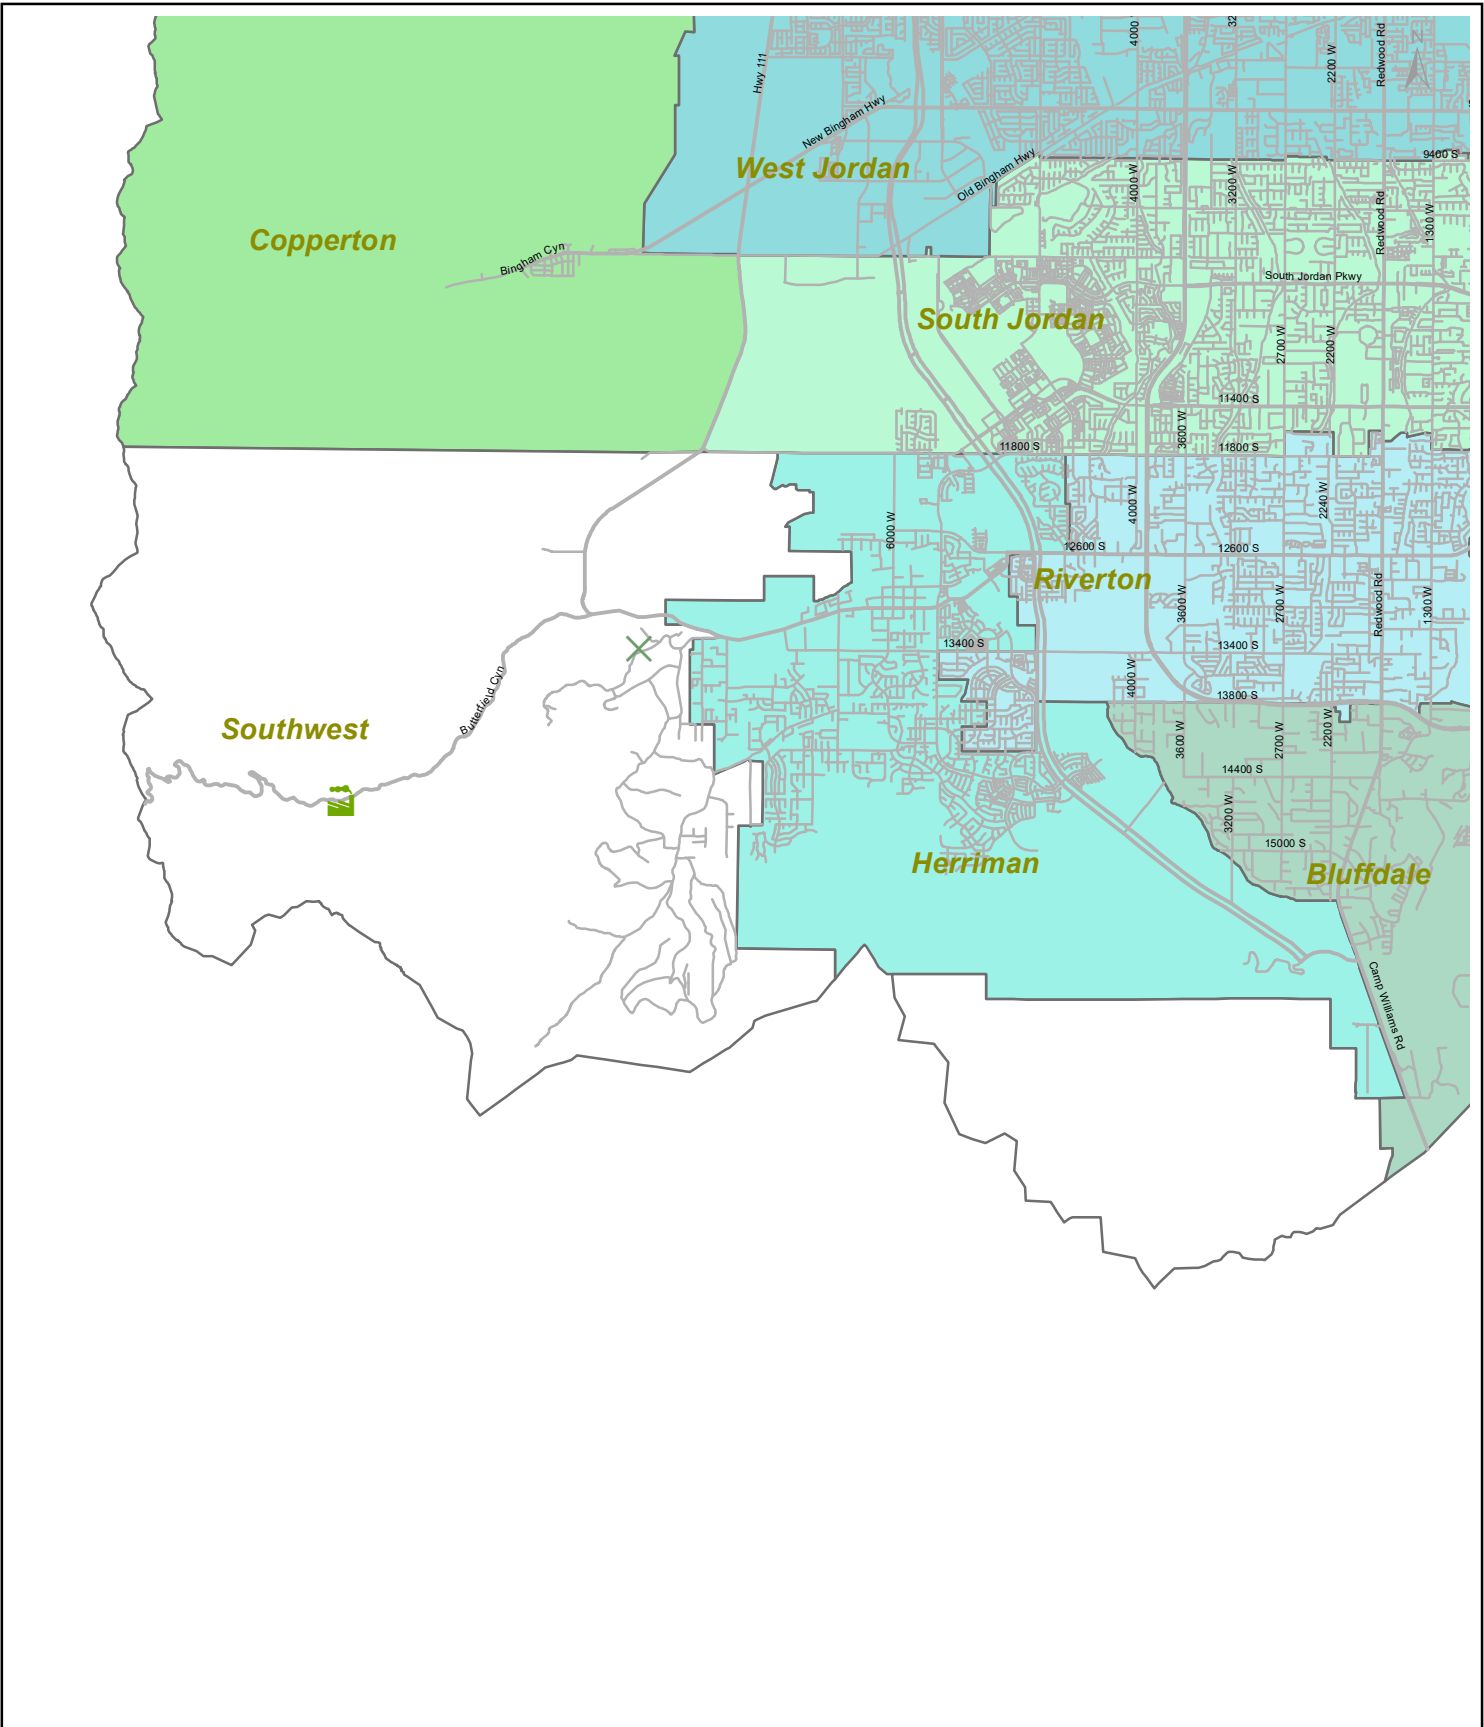 4000
32
N
Hwy 111
2200 W
Redwood Rd
New Bingham Hwy
West Jordan
Old Bingham Hwy
9400 S
4000 W
3200 W
Redwood Rd
1300 W
Copperton
Bingham Cyn
South Jordan Pkwy
South Jordan
2700 W
2200 W
11400 S
3600 W
11800 S
11800 S
6000 W
4000 W
2240 W
12600 S
12600 S
Riverton
3600 W
2700 W
Redwood Rd
1300 W
13400 S
13400 S
4000 W
13800 S
Butterfield Cyn
Southwest
3600 W
2700 W
2200 W
14400 S
3200 W
15000 S
Herriman
Bluffdale
Camp Williams Rd